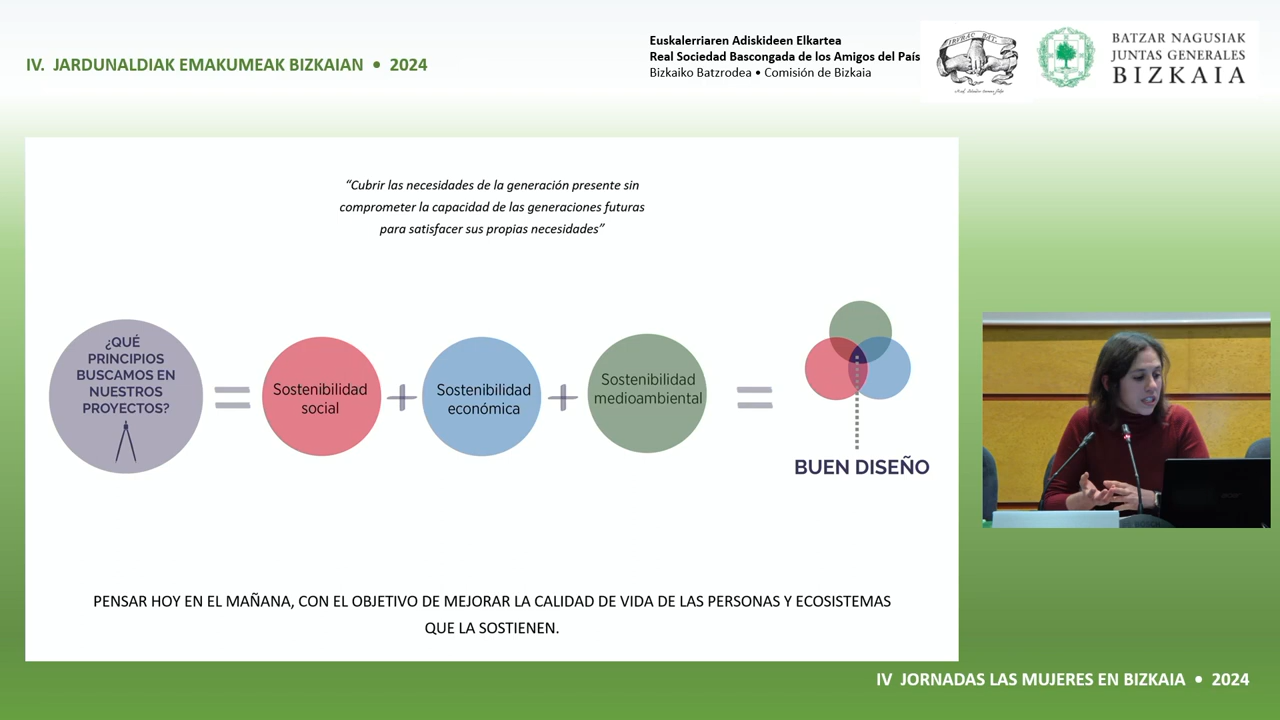 IV. JARDUNALDIAK EMAKUMEAK BIZKAIAN • 2024
Euskalerriaren Adiskideen Elkartea
Real Sociedad Bascongada de los Amigos del País
Bizkaiko Batzrodea • Comisión de Bizkaia
IRURAC BAT
BATZAR NAGUSIAK
JUNTAS GENERALES
BIZKAIA
“Cubrir las necesidades de la generación presente sin
comprometer la capacidad de las generaciones futuras
para satisfacer sus propias necesidades”
¿QUÉ
PRINCIPIOS
BUSCAMOS EN
NUESTROS
PROYECTOS?
=
Sostenibilidad
social
+
Sostenibilidad
económica
+
Sostenibilidad
medioambiental
=
BUEN DISEÑO
PENSAR HOY EN EL MAÑANA, CON EL OBJETIVO DE MEJORAR LA CALIDAD DE VIDA DE LAS PERSONAS Y ECOSISTEMAS
QUE LA SOSTIENEN.
IV JORNADAS LAS MUJERES EN BIZKAIA • 2024